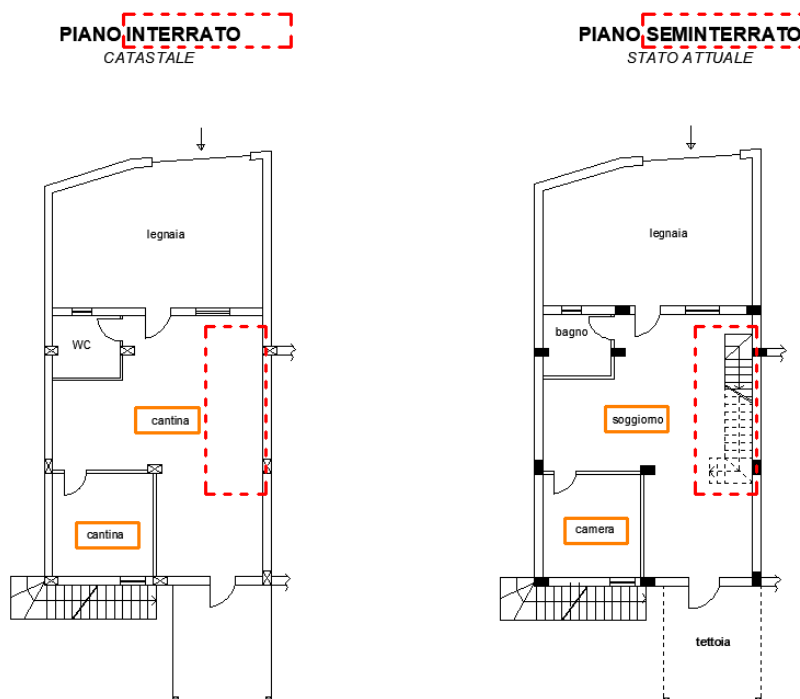 PIANO INTERRATO
CATASTALE
PIANO SEMINTERRATO
STATO ATTUALE
legnaia
legnaia
WC
bagno
cantina
soggiorno
cantina
camera
tettoia